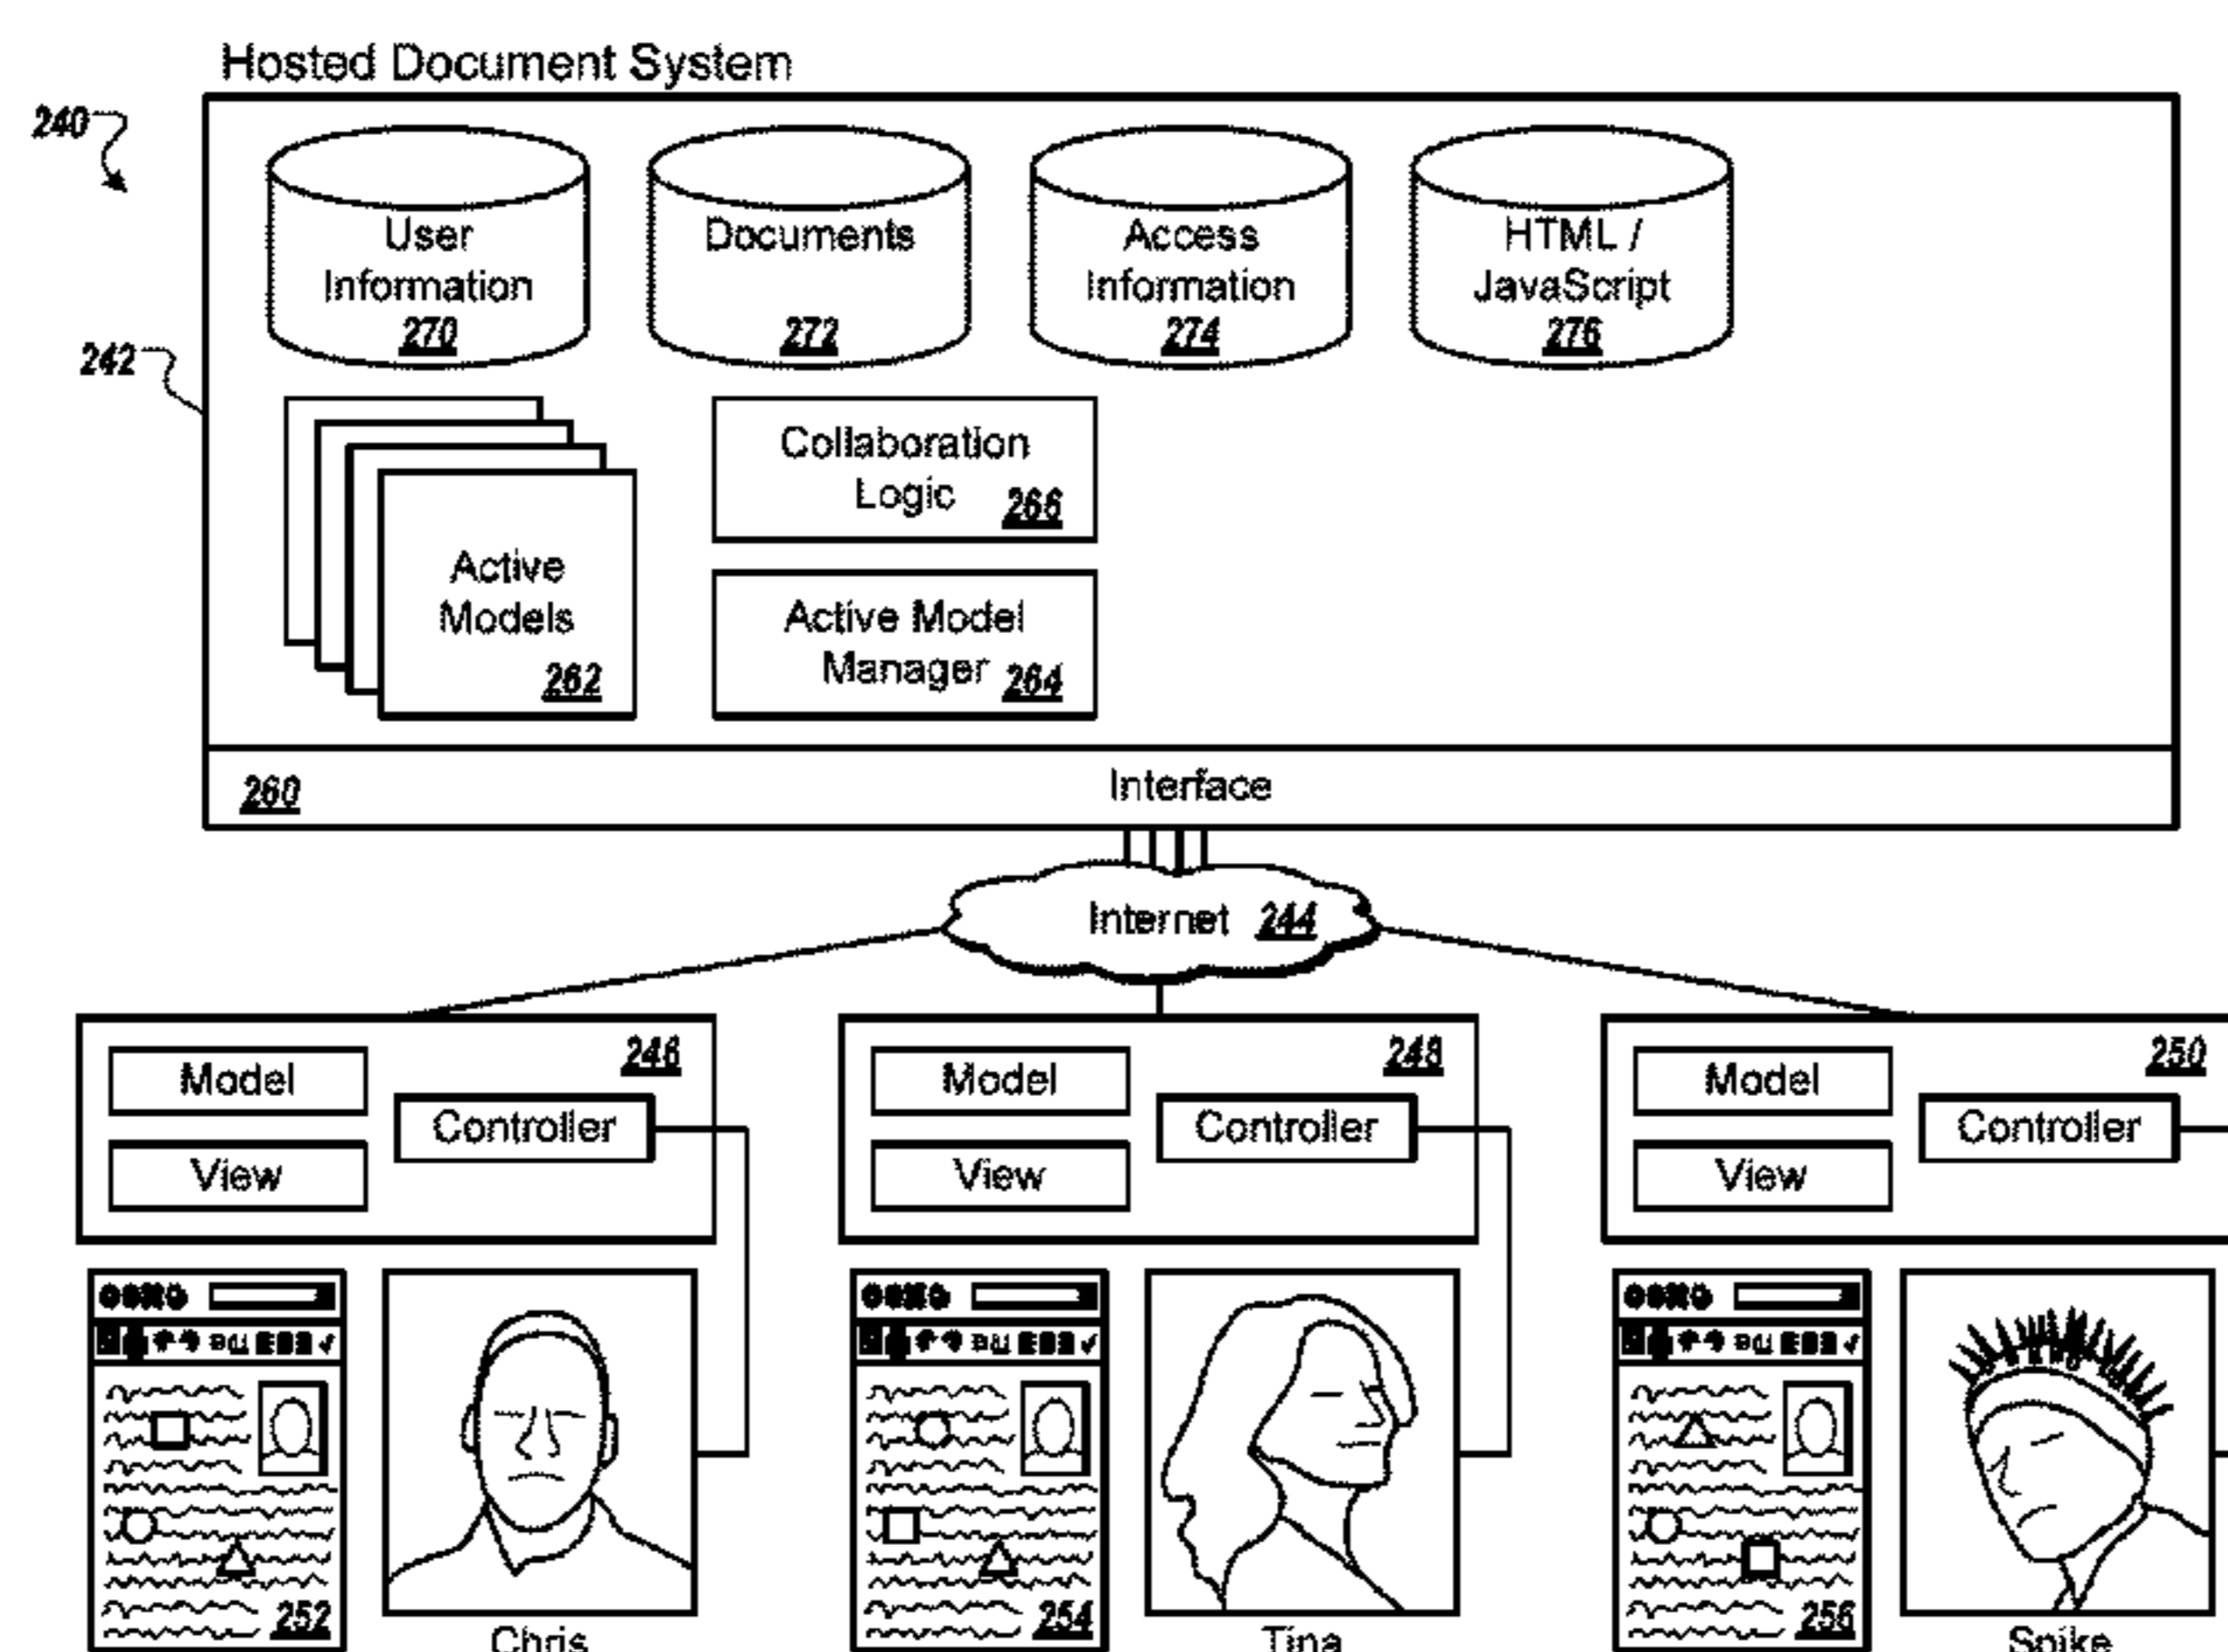 Hosted Document System
240
User
Information
270
Documents
272
Access
Information
274
HTML /
JavaScript
276
242
Collaboration
Logic 266
Active
Models
262
Active Model
Manager 264
260 Interface
Internet 244
246
Model
Controller
View
248
Model
Controller
View
250
Model
Controller
View
252
Chris
254
Tina
256
Spike